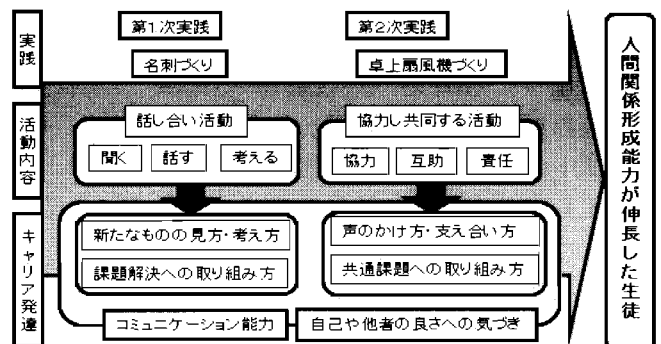 実践
第1次実践
第2次実践
名刺づくり
卓上扇風機づくり
活動内容
話し合い活動
聞く
話す
考える
協力し共同する活動
協力
互助
責任
キャリア発達
新たなものの見方・考え方
課題解決への取り組み方
声のかけ方・支え合い方
共通課題への取り組み方
コミュニケーション能力
自己や他者の良さへの気づき
人間関係形成能力が伸長した生徒